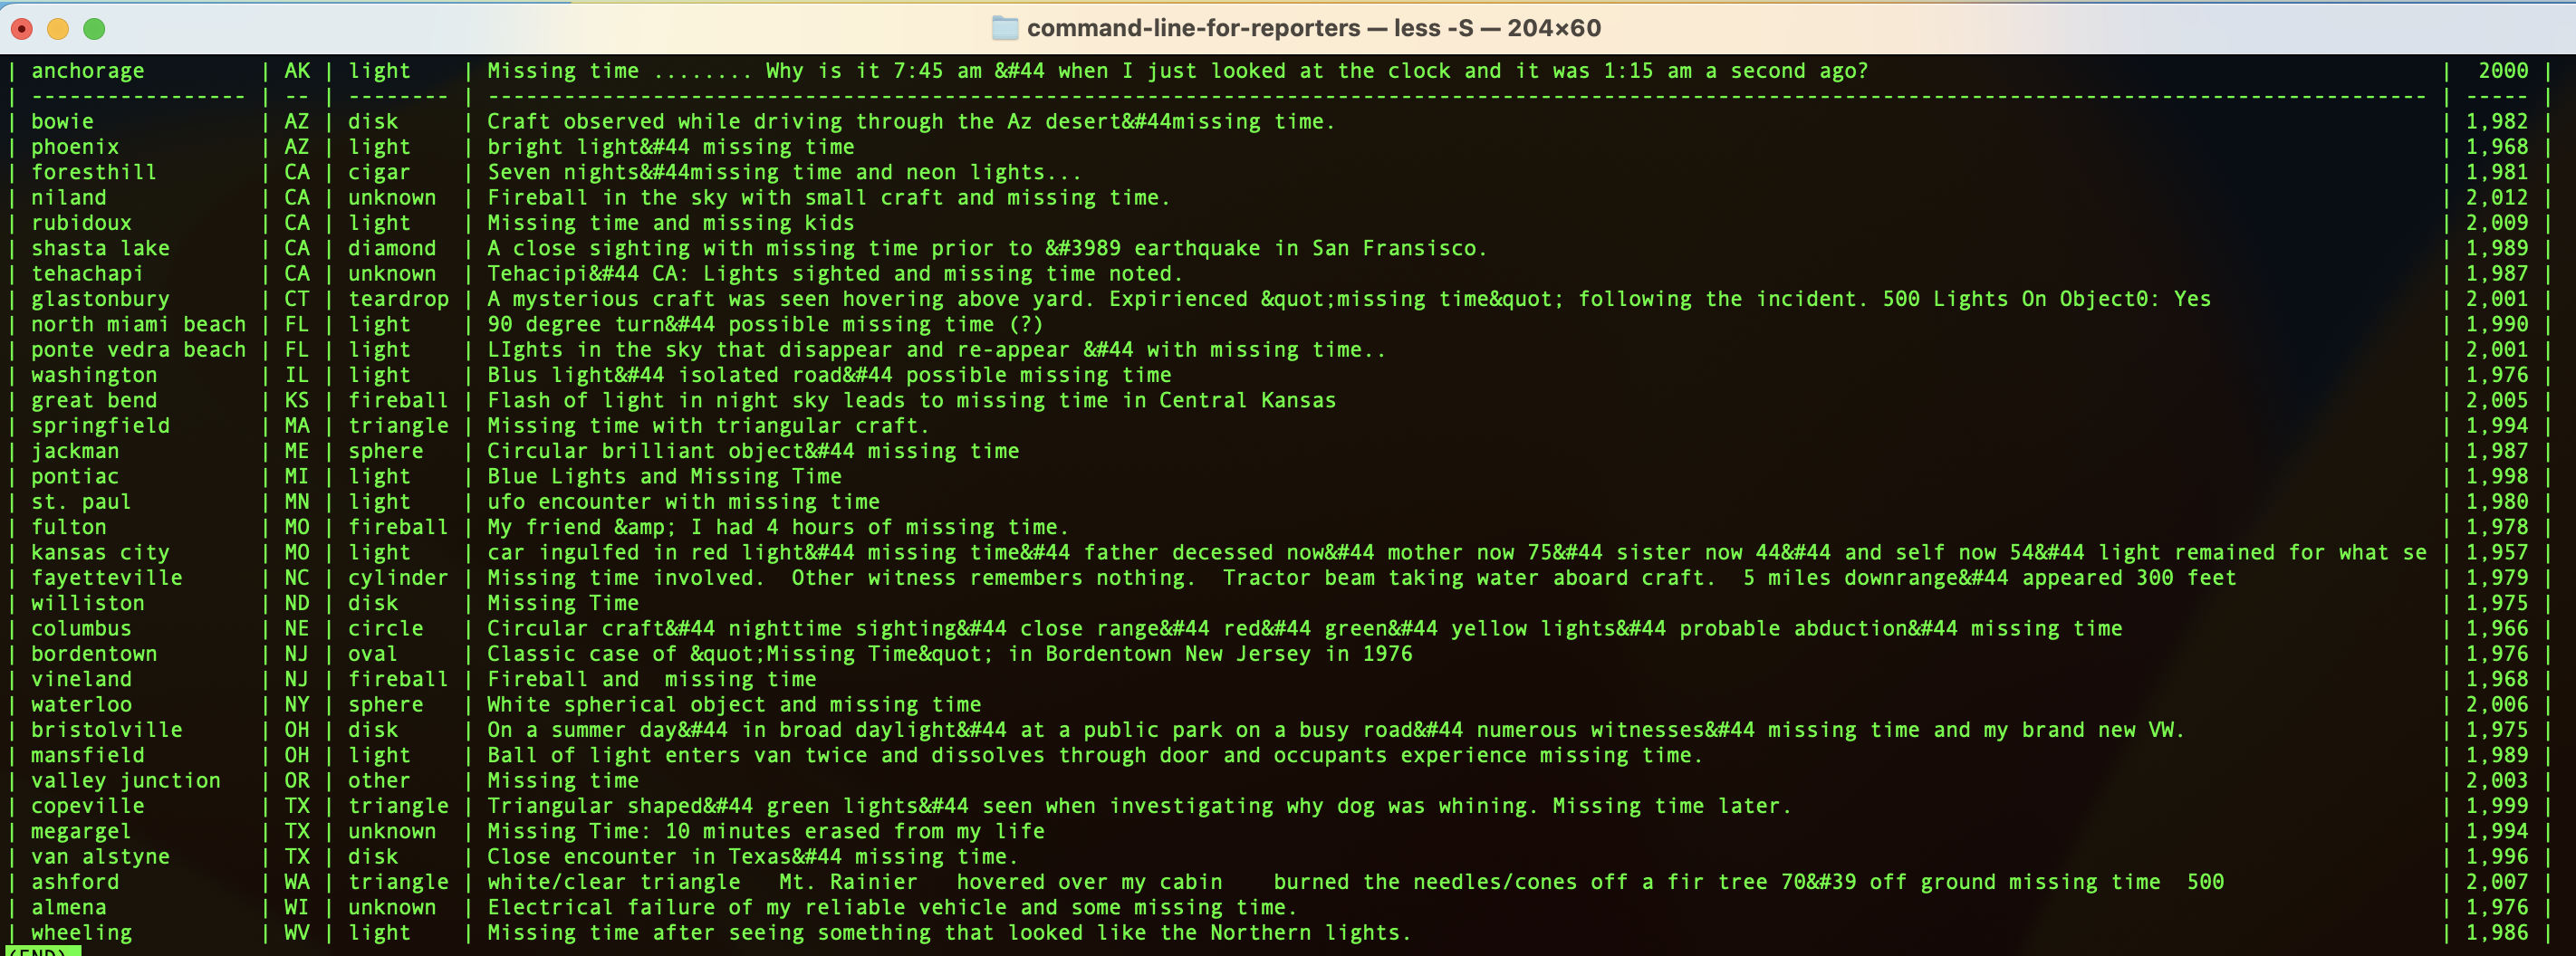 command-line-for-reporters — less -S — 204×60
| anchorage         | AK | light    | Missing time ........ Why is it 7:45 am &#44 when I just looked at the clock and it was 1:15 am a second ago? |  2000 |
| ----------------- | -- | -------- | --------------------------------------------------------------------------------------------------------------------------------------------------------- | ----- |
| bowie             | AZ | disk     | Craft observed while driving through the Az desert&#44missing time. | 1,982 |
| phoenix           | AZ | light    | bright light&#44 missing time | 1,968 |
| foresthill        | CA | cigar    | Seven nights&#44missing time and neon lights... | 1,981 |
| niland            | CA | unknown  | Fireball in the sky with small craft and missing time. | 2,012 |
| rubidoux          | CA | light    | Missing time and missing kids | 2,009 |
| shasta lake       | CA | diamond  | A close sighting with missing time prior to &#3989 earthquake in San Fransisco. | 1,989 |
| tehachapi         | CA | unknown  | Tehacipi&#44 CA: Lights sighted and missing time noted. | 1,987 |
| glastonbury       | CT | teardrop | A mysterious craft was seen hovering above yard. Expirienced &quot;missing time&quot; following the incident. 500 Lights On Object0: Yes | 2,001 |
| north miami beach | FL | light    | 90 degree turn&#44 possible missing time (?) | 1,990 |
| ponte vedra beach | FL | light    | LIghts in the sky that disappear and re-appear &#44 with missing time.. | 2,001 |
| washington        | IL | light    | Blus light&#44 isolated road&#44 possible missing time | 1,976 |
| great bend        | KS | fireball | Flash of light in night sky leads to missing time in Central Kansas | 2,005 |
| springfield       | MA | triangle | Missing time with triangular craft. | 1,994 |
| jackman           | ME | sphere   | Circular brilliant object&#44 missing time | 1,987 |
| pontiac           | MI | light    | Blue Lights and Missing Time | 1,998 |
| st. paul          | MN | light    | ufo encounter with missing time | 1,980 |
| fulton            | MO | fireball | My friend &amp; I had 4 hours of missing time. | 1,978 |
| kansas city       | MO | light    | car ingulfed in red light&#44 missing time&#44 father decessed now&#44 mother now 75&#44 sister now 44&#44 and self now 54&#44 light remained for what se | 1,957 |
| fayetteville      | NC | cylinder | Missing time involved.  Other witness remembers nothing.  Tractor beam taking water aboard craft.  5 miles downrange&#44 appeared 300 feet | 1,979 |
| williston         | ND | disk     | Missing Time | 1,975 |
| columbus          | NE | circle   | Circular craft&#44 nighttime sighting&#44 close range&#44 red&#44 green&#44 yellow lights&#44 probable abduction&#44 missing time | 1,966 |
| bordentown        | NJ | oval     | Classic case of &quot;Missing Time&quot; in Bordentown New Jersey in 1976 | 1,976 |
| vineland          | NJ | fireball | Fireball and  missing time | 1,968 |
| waterloo          | NY | sphere   | White spherical object and missing time | 2,006 |
| bristolville      | OH | disk     | On a summer day&#44 in broad daylight&#44 at a public park on a busy road&#44 numerous witnesses&#44 missing time and my brand new VW. | 1,975 |
| mansfield         | OH | light    | Ball of light enters van twice and dissolves through door and occupants experience missing time. | 1,989 |
| valley junction   | OR | other    | Missing time | 2,003 |
| copeville         | TX | triangle | Triangular shaped&#44 green lights&#44 seen when investigating why dog was whining. Missing time later. | 1,999 |
| megargel          | TX | unknown  | Missing Time: 10 minutes erased from my life | 1,994 |
| van alstyne       | TX | disk     | Close encounter in Texas&#44 missing time. | 1,996 |
| ashford           | WA | triangle | white/clear triangle   Mt. Rainier   hovered over my cabin    burned the needles/cones off a fir tree 70&#39 off ground missing time  500 | 2,007 |
| almena            | WI | unknown  | Electrical failure of my reliable vehicle and some missing time. | 1,976 |
| wheeling          | WV | light    | Missing time after seeing something that looked like the Northern lights. | 1,986 |
(END)